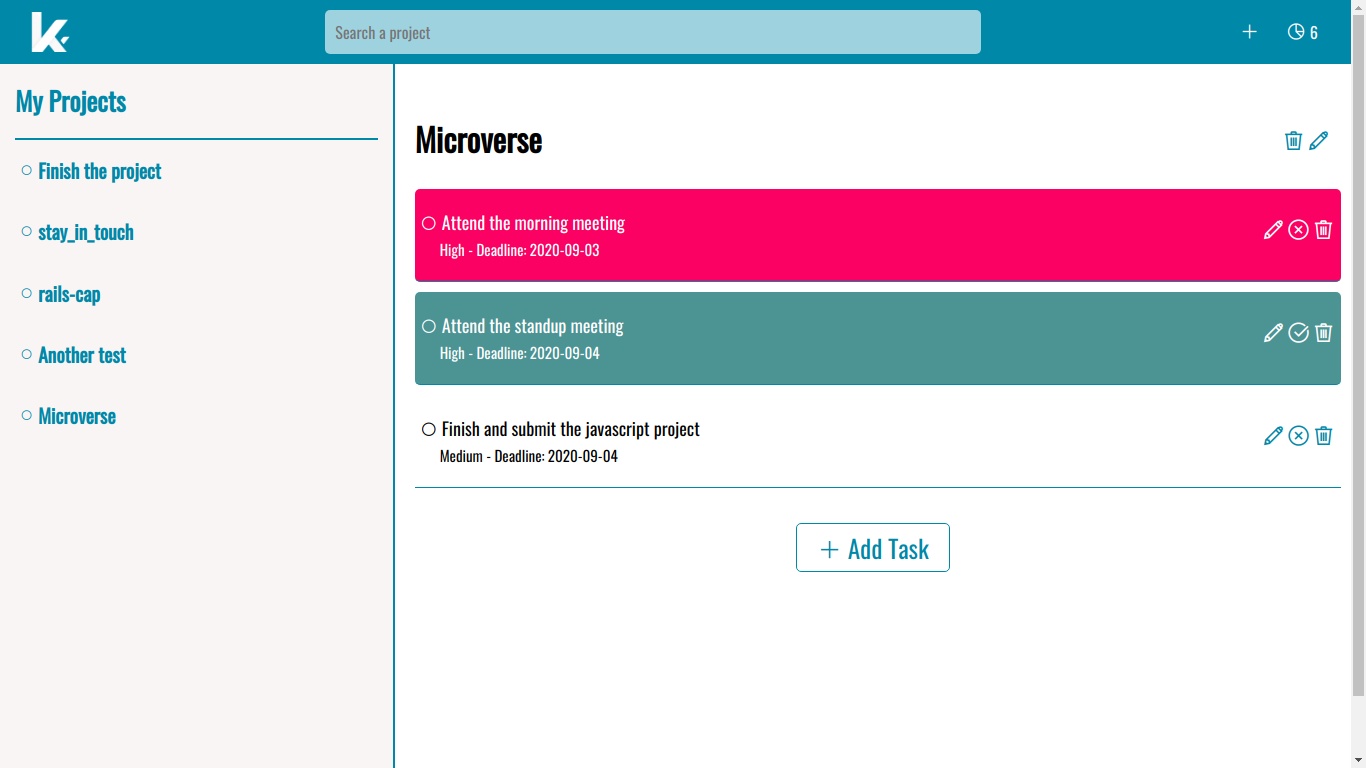 k.
Search a project
6
My Projects
Finish the project
stay_in_touch
rails-cap
Another test
Microverse
Microverse
Attend the morning meeting
High - Deadline: 2020-09-03
Attend the standup meeting
High - Deadline: 2020-09-04
Finish and submit the javascript project
Medium - Deadline: 2020-09-04
+ Add Task